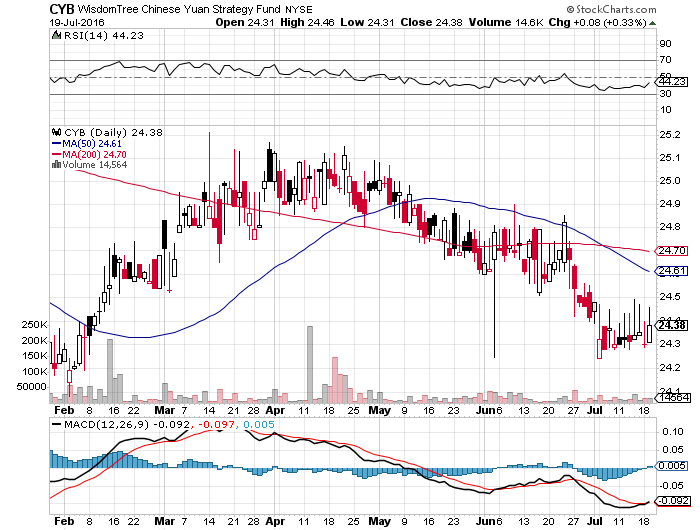 CYB WisdomTree Chinese Yuan Strategy Fund NYSE © StockCharts.com
19-Jul-2016 Open 24.31 High 24.46 Low 24.31 Close 24.38 Volume 14.6K Chg +0.08 (+0.33%)
RSI(14) 44.23
90
70
50
44.23
30
10
CYB (Daily) 24.38
MA(50) 24.61
MA(200) 24.70
Volume 14,564
25.2
25.1
25.0
24.9
24.8
24.70
24.61
24.5
24.4
24.38
24.3
24.2
24.1
14564
250K
200K
150K
100K
50000
Feb 8 16 22 Mar 7 14 21 28 Apr 11 18 25 May 9 16 23 Jun 6 13 20 27 Jul 11 18
MACD(12,26,9) -0.092, -0.097, 0.005
0.10
0.05
0.005
-0.05
-0.092
Feb 8 16 22 Mar 7 14 21 28 Apr 11 18 25 May 9 16 23 Jun 6 13 20 27 Jul 11 18